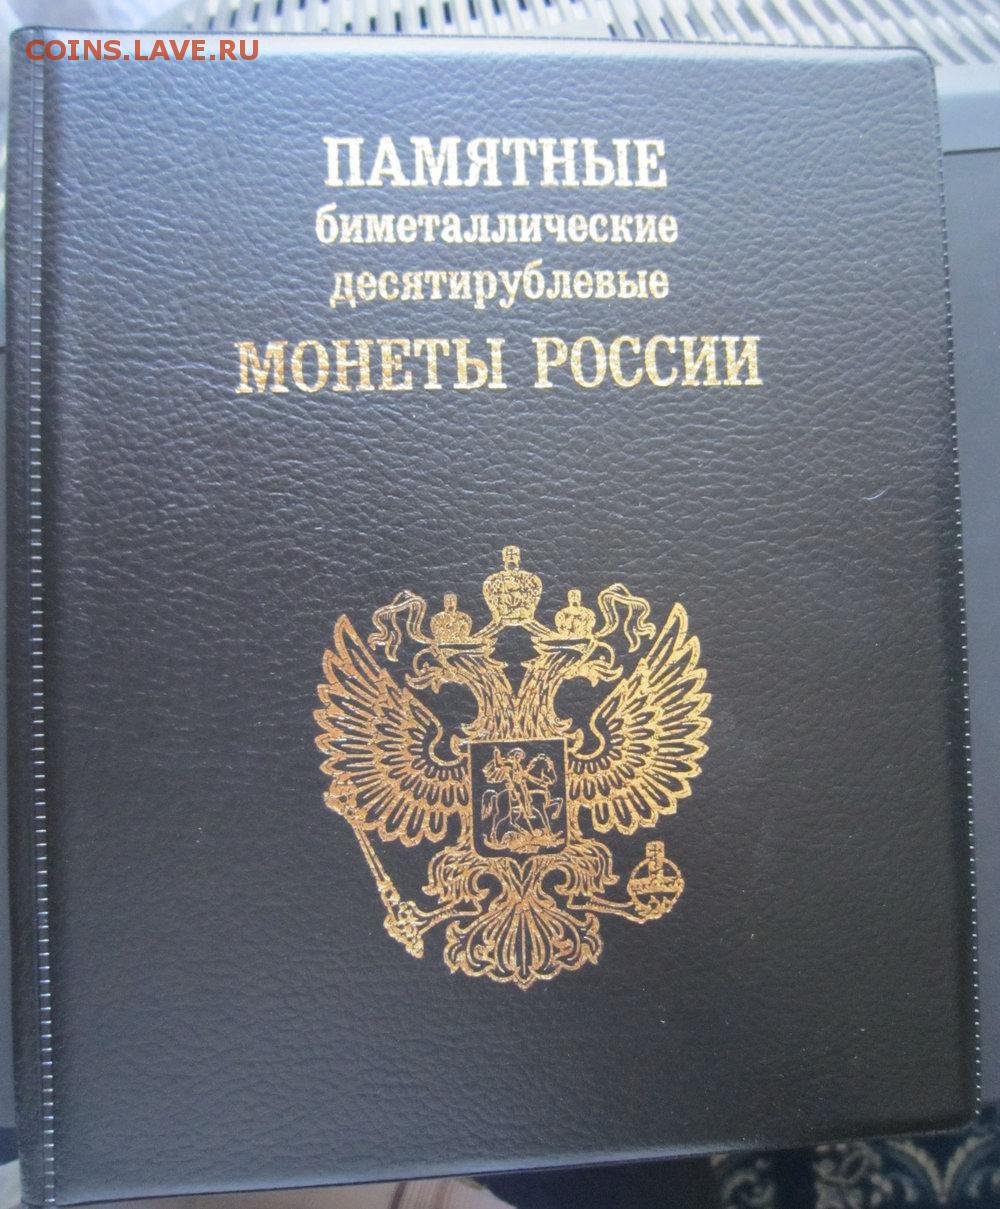 COINS.LAVE.RU
ПАМЯТНЫЕ
биметаллические
десятирублевые
МОНЕТЫ РОССИИ